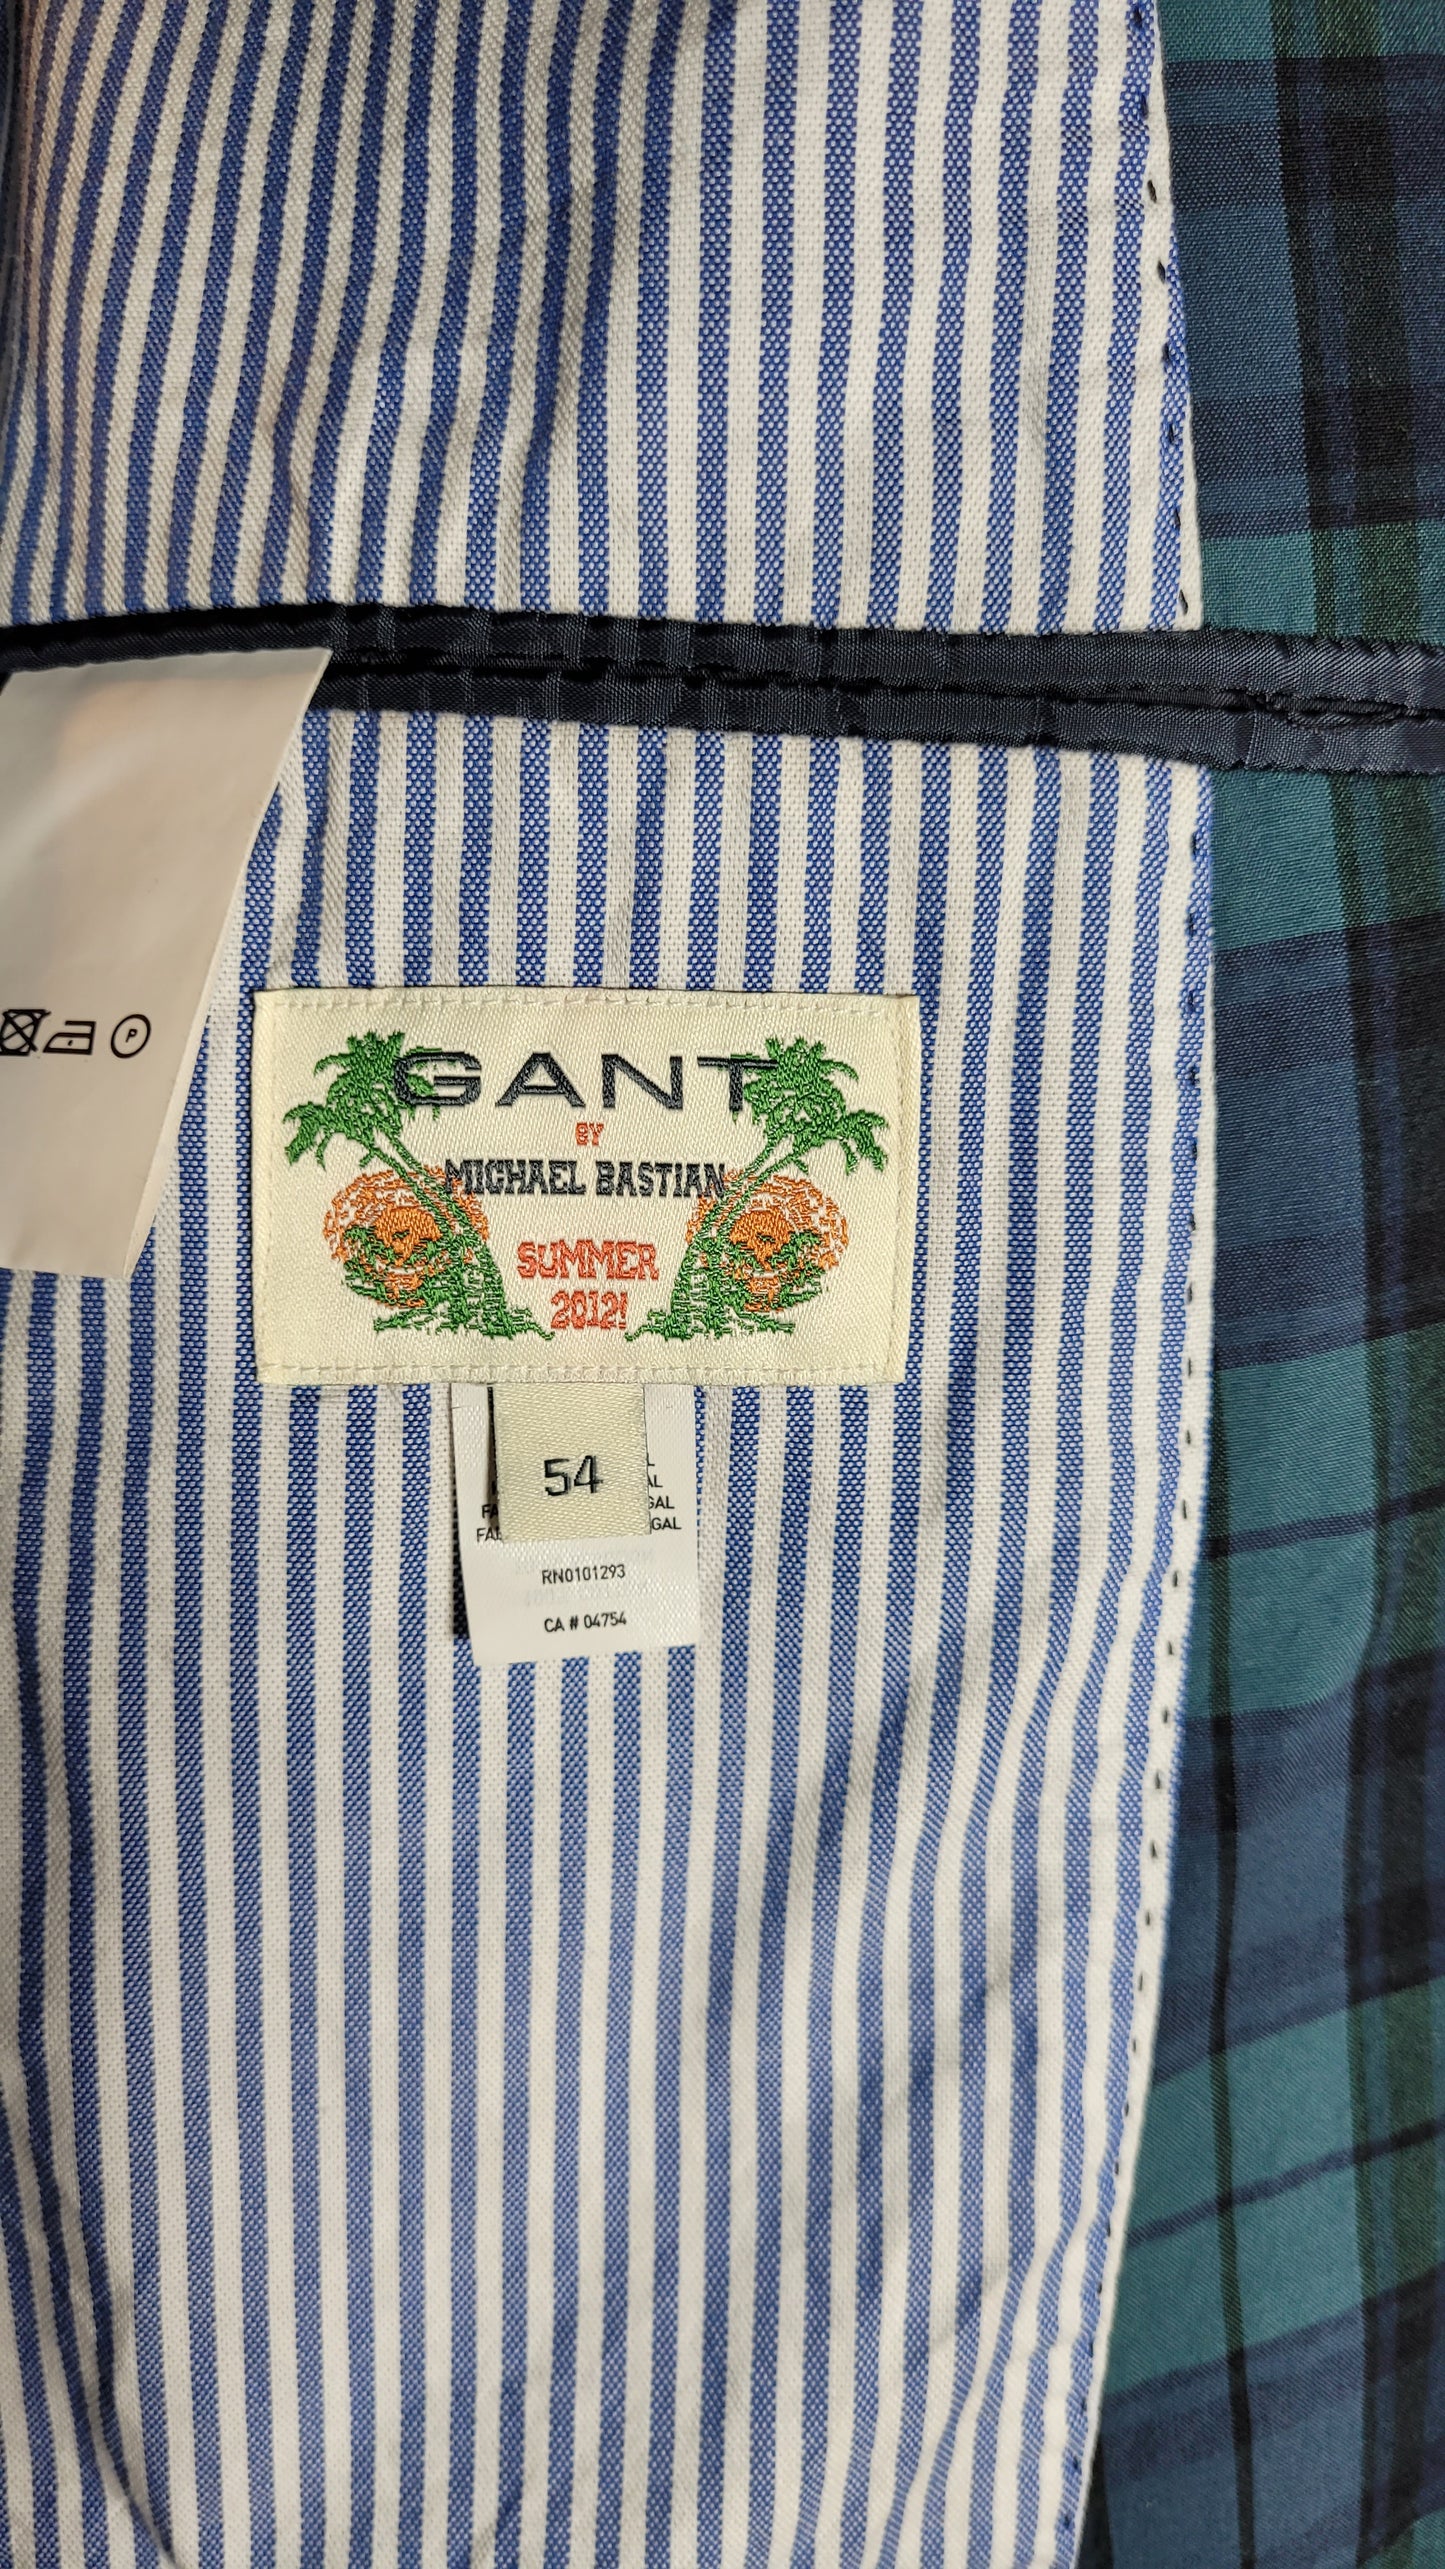 GANT
BY
MICHAEL BASTIAN
SUMMER
2012!
54
RN0101293
CA # 04754
P